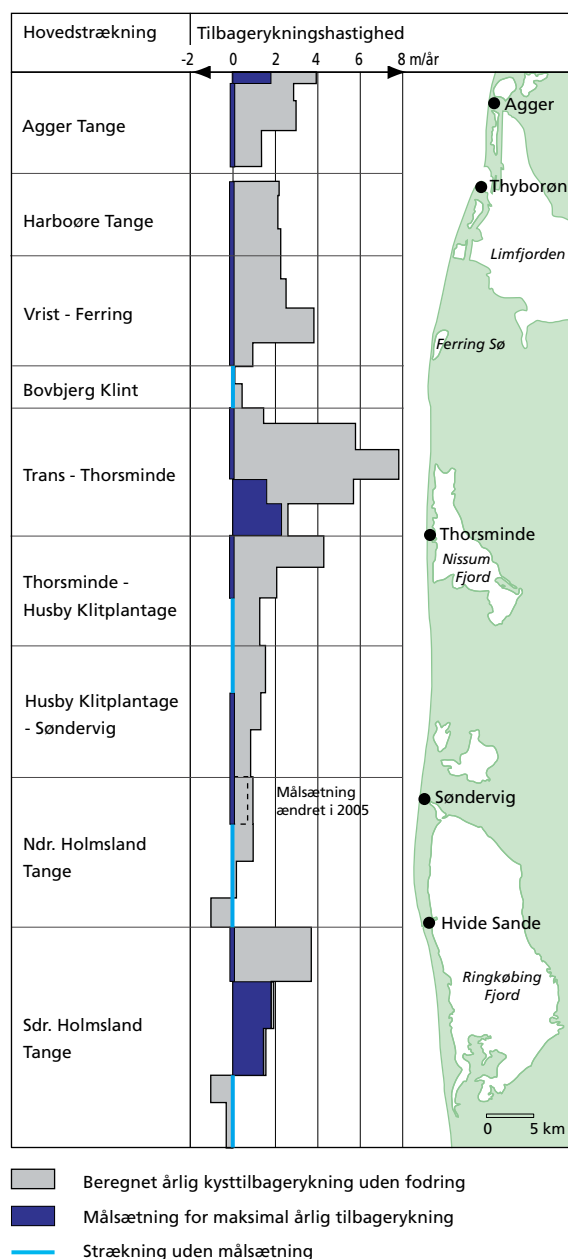 Hovedstrækning
Tilbagerykningshastighed
-2 0 2 4 6 8 m/år
Agger Tange
Harboøre Tange
Vrist - Ferring
Bovbjerg Klint
Trans - Thorsminde
Thorsminde -
Husby Klitplantage
Husby Klitplantage
- Søndervig
Målsætning
ændret i 2005
Ndr. Holmsland
Tange
Sdr. Holmsland
Tange
Agger
Thyborøn
Limfjorden
Ferring Sø
Thorsminde
Nissum
Fjord
Søndervig
Hvide Sande
Ringkøbing
Fjord
0 5 km
Beregnet årlig kysttilbagerykning uden fodring
Målsætning for maksimal årlig tilbagerykning
Strækning uden målsætning